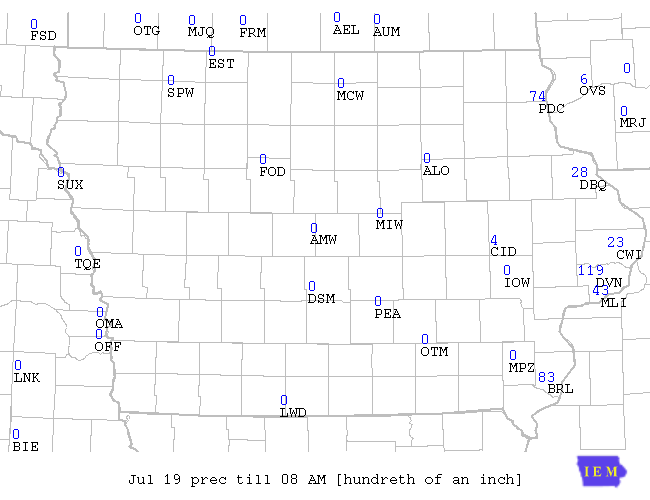 0 FSD
0 OTG
0 MJQ
0 FRM
0 AEL
0 AUM
0 EST
0 SPW
0 MCW
74 PDC
6 OVS
0
0 MRJ
0 FOD
0 ALO
28 DBQ
0 SUX
0 MIW
0 AMW
4 CID
23 CWI
0 TQE
0 IOW
119 DVN
0 DSM
43 MLI
0 PEA
0 OMA
0 OFF
0 OTM
0 MPZ
0 LNK
83 BRL
0 LWD
0 BIE
Jul 19 prec till 08 AM [hundreth of an inch]
IEM